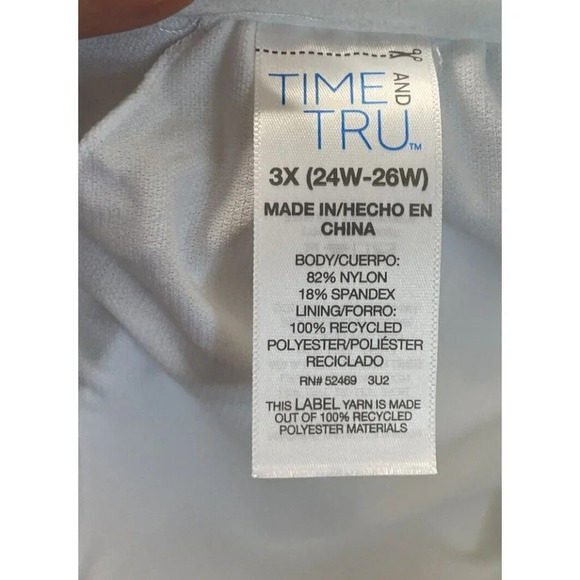 TIME AND
TRU™
3X (24W-26W)
MADE IN/HECHO EN
CHINA
BODY/CUERPO:
82% NYLON
18% SPANDEX
LINING/FORRO:
100% RECYCLED
POLYESTER/POLIÉSTER
RECICLADO
RN# 52469 3U2
THIS LABEL YARN IS MADE
OUT OF 100% RECYCLED
POLYESTER MATERIALS